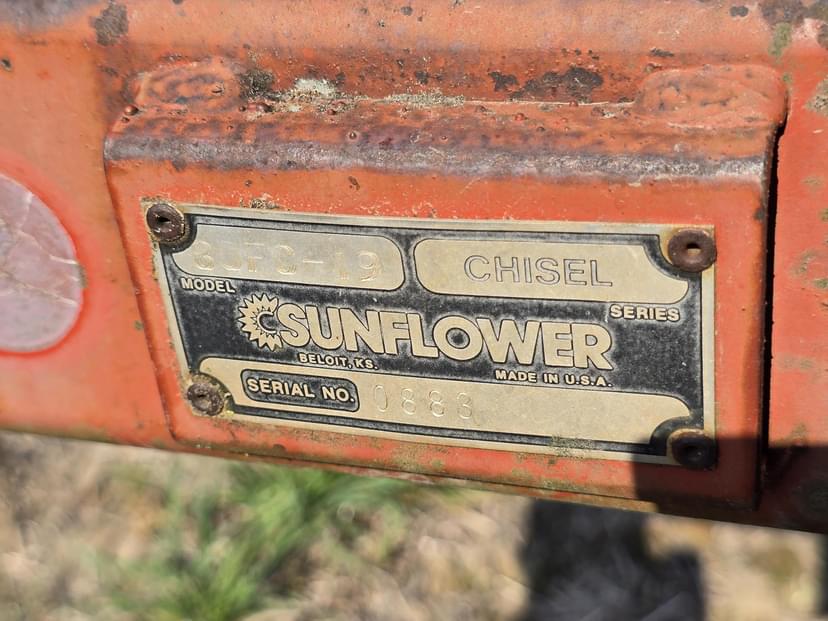 CHISEL
MODEL
SERIES
SUNFLOWER
BELOIT, KS.
MADE IN U.S.A.
SERIAL NO. 0883